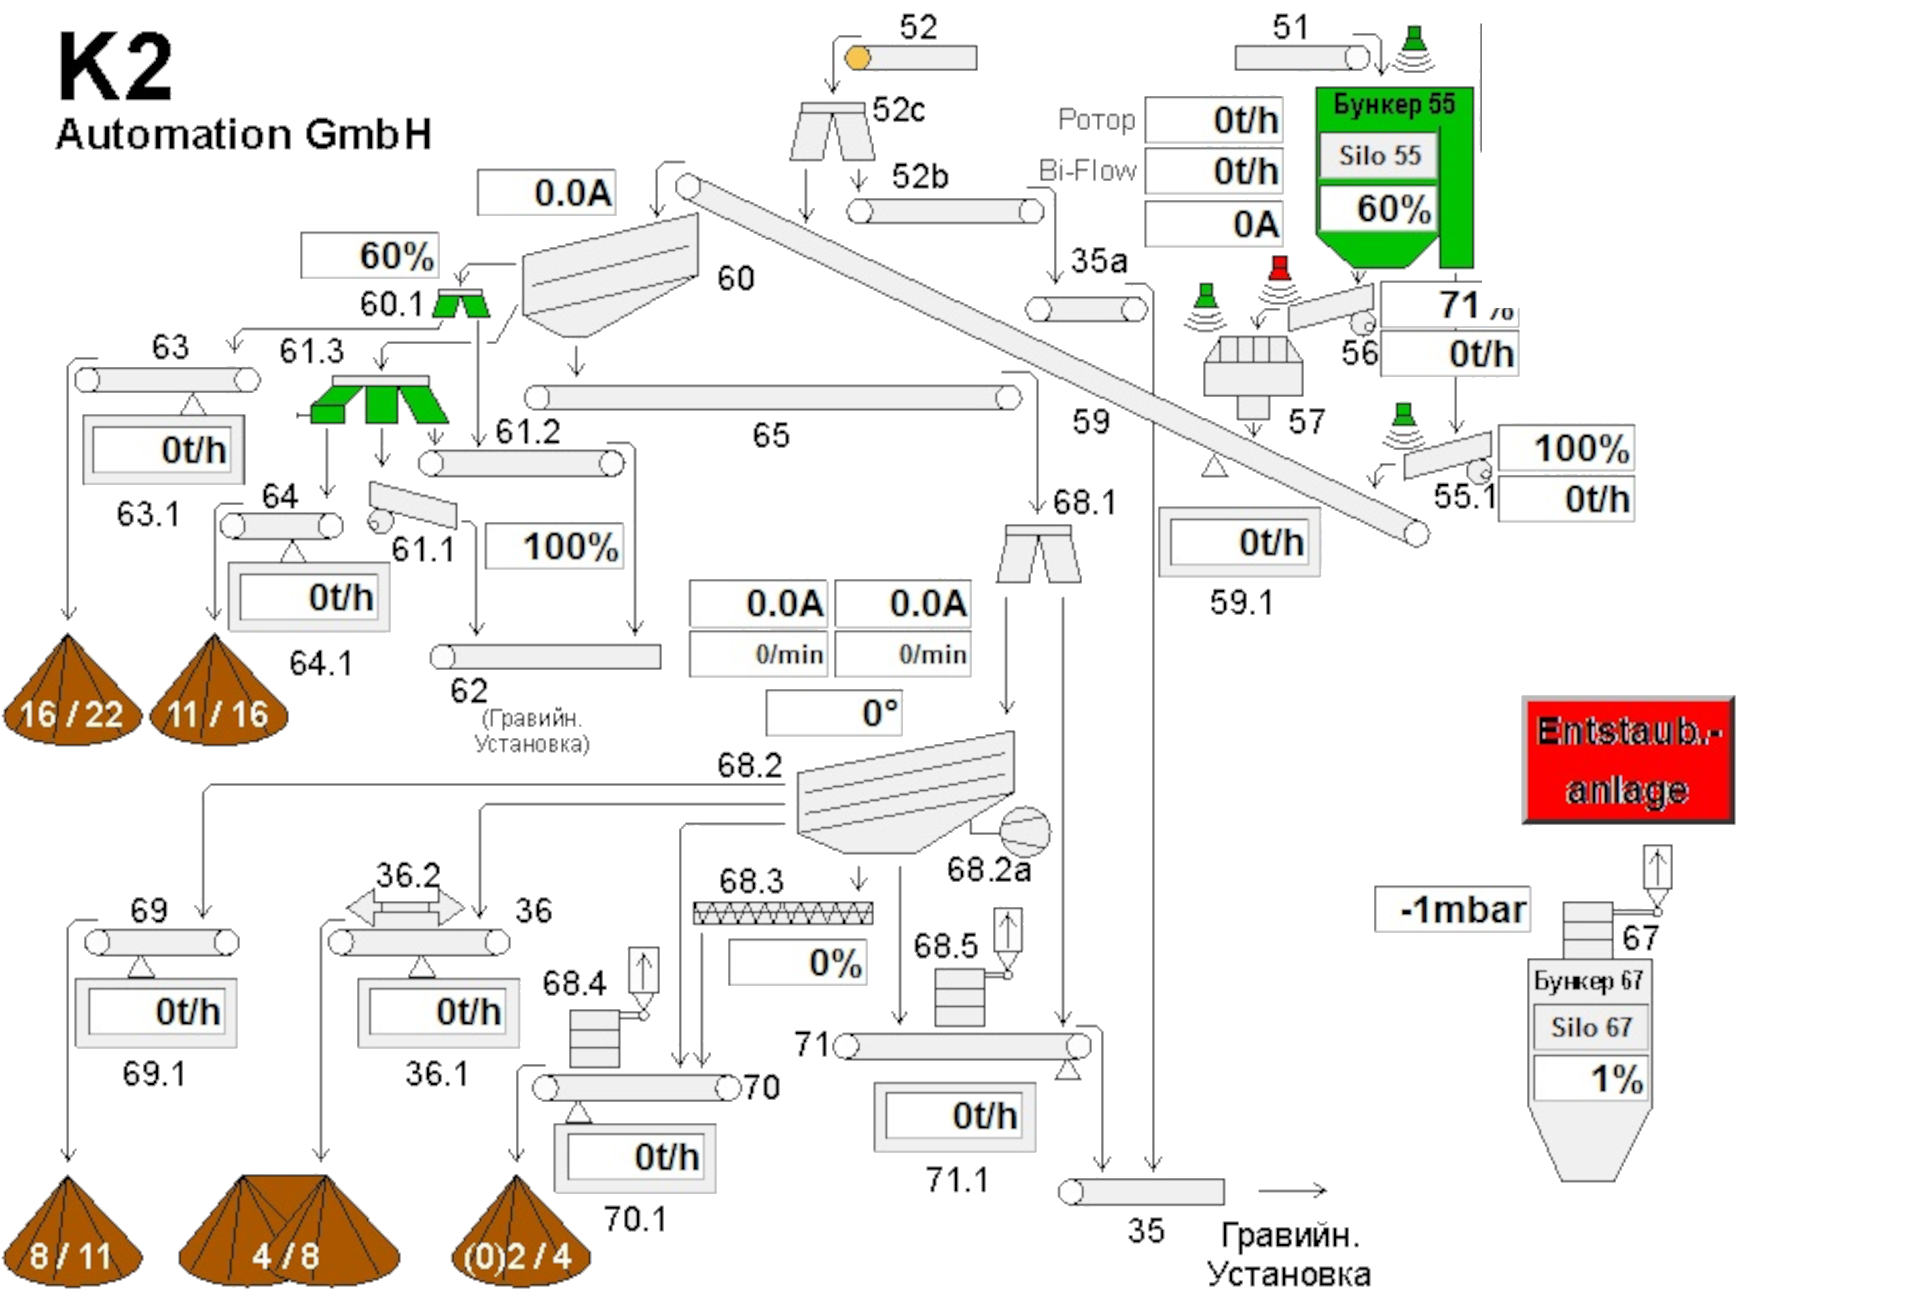 K2
Automation GmbH
52
51
52c
Ротор
0t/h
Бункер 55
Bi-Flow
0t/h
Silo 55
52b
0.0A
0A
60%
60%
35a
60
60.1
71
0t/h
56
63
61.3
59
57
65
61.2
0t/h
100%
55.1
0t/h
63.1
64
68.1
61.1
100%
0t/h
59.1
0t/h
64.1
0.0A
0.0A
0/min
0/min
62
(Гравийн.
Установка)
0°
16 / 22
11 / 16
Entstaub.-
anlage
68.2
68.2a
36.2
68.3
69
36
-1mbar
67
68.5
0%
68.4
Бункер 67
Silo 67
0t/h
0t/h
71
1%
69.1
36.1
70
0t/h
0t/h
71.1
70.1
35
Гравийн.
Установка
8 / 11
4 / 8
(0)2 / 4